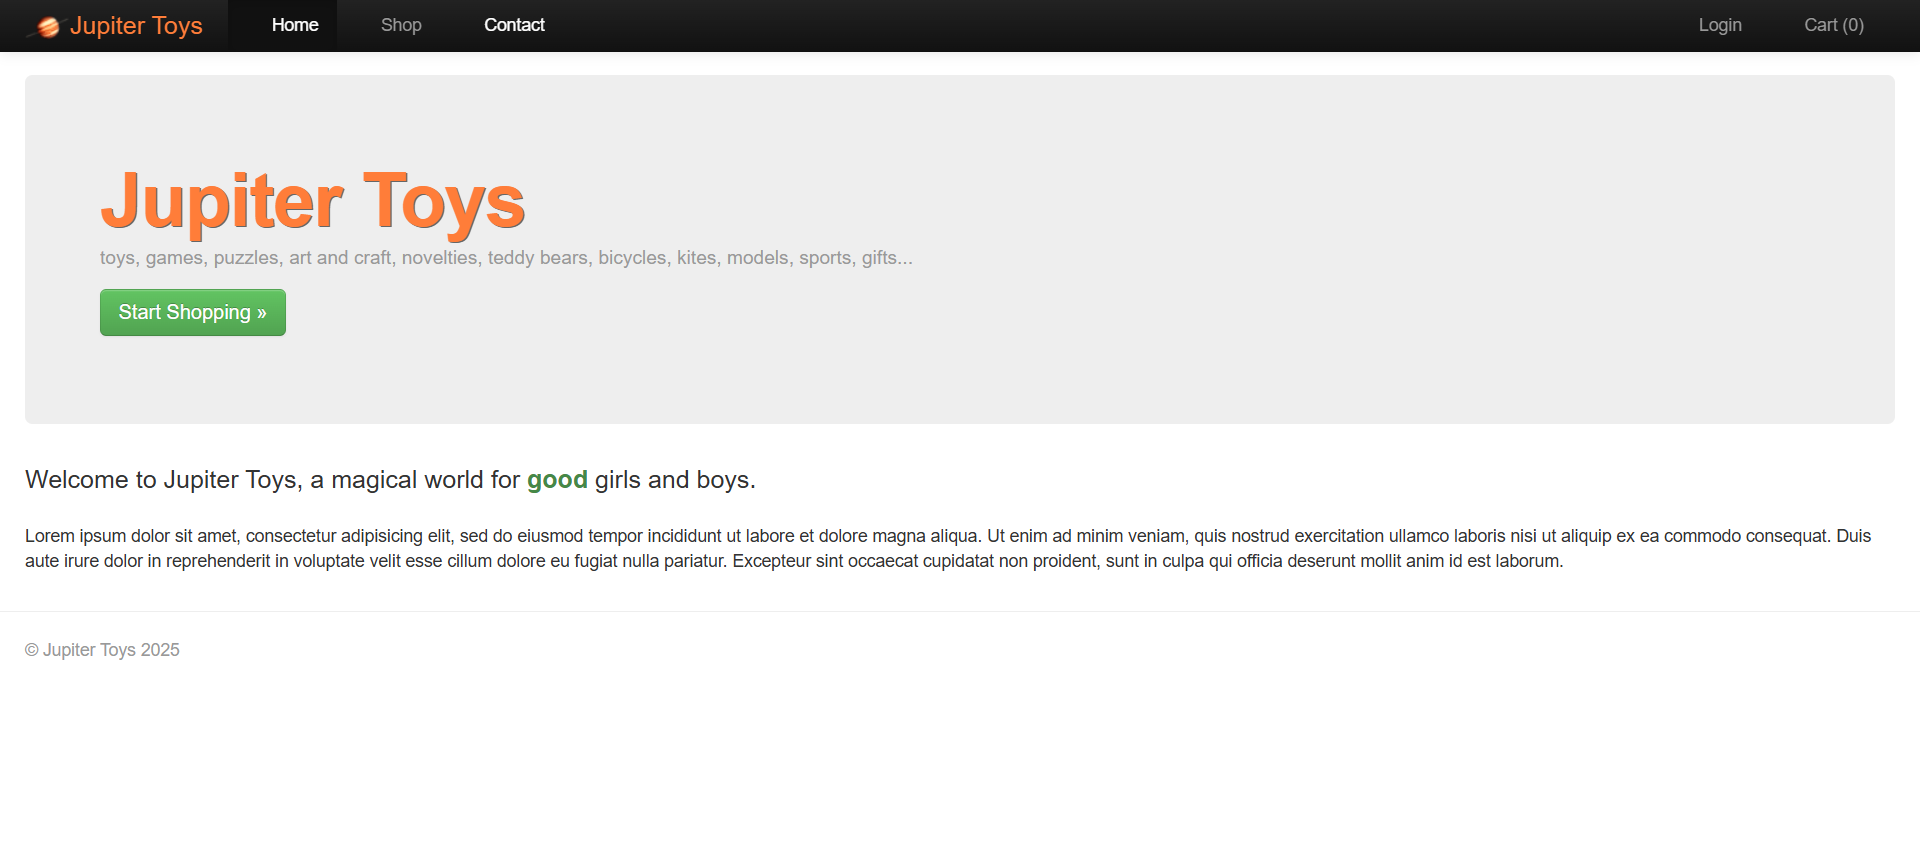 Jupiter Toys Home Shop Contact Login Cart (0)
Jupiter Toys
toys, games, puzzles, art and craft, novelties, teddy bears, bicycles, kites, models, sports, gifts...
Start Shopping »
Welcome to Jupiter Toys, a magical world for good girls and boys.
Lorem ipsum dolor sit amet, consectetur adipisicing elit, sed do eiusmod tempor incididunt ut labore et dolore magna aliqua. Ut enim ad minim veniam, quis nostrud exercitation ullamco laboris nisi ut aliquip ex ea commodo consequat. Duis
aute irure dolor in reprehenderit in voluptate velit esse cillum dolore eu fugiat nulla pariatur. Excepteur sint occaecat cupidatat non proident, sunt in culpa qui officia deserunt mollit anim id est laborum.
© Jupiter Toys 2025